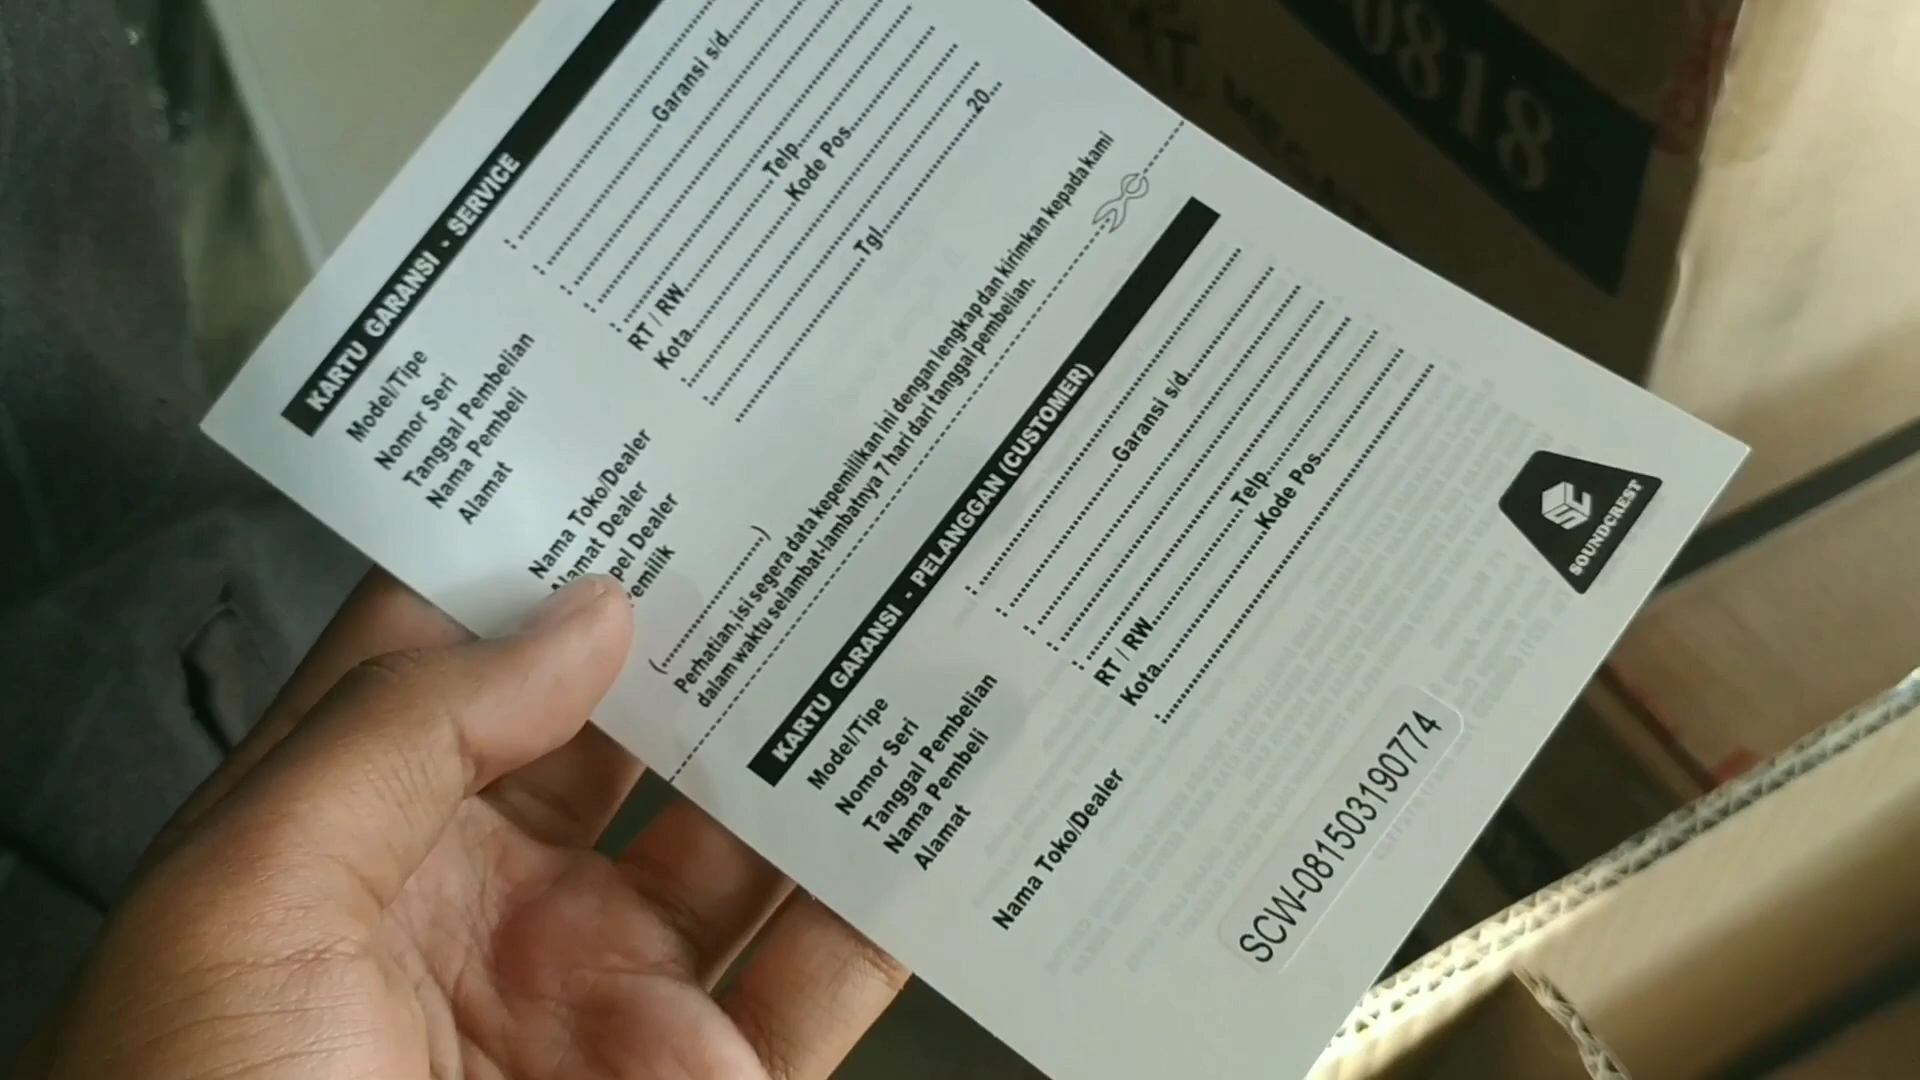 KARTU GARANSI - SERVICE
Model/Tipe :
Nomor Seri : Garansi s/d
Tanggal Pembelian :
Nama Pembeli :
Alamat :
RT / RW Telp.
Kota Kode Pos
Nama Toko/Dealer :
Alamat Dealer :
Dealer Tgl. 20
(....................)
Perhatian, isi segera data kepemilikan ini dengan lengkap dan kirimkan kepada kami
dalam waktu selambat-lambatnya 7 hari dari tanggal pembelian.
KARTU GARANSI - PELANGGAN (CUSTOMER)
Model/Tipe :
Nomor Seri : Garansi s/d
Tanggal Pembelian :
Nama Pembeli :
Alamat :
RT / RW Telp.
Kota Kode Pos
Nama Toko/Dealer :
SCW-081503190774
SOUNDCREST
0818